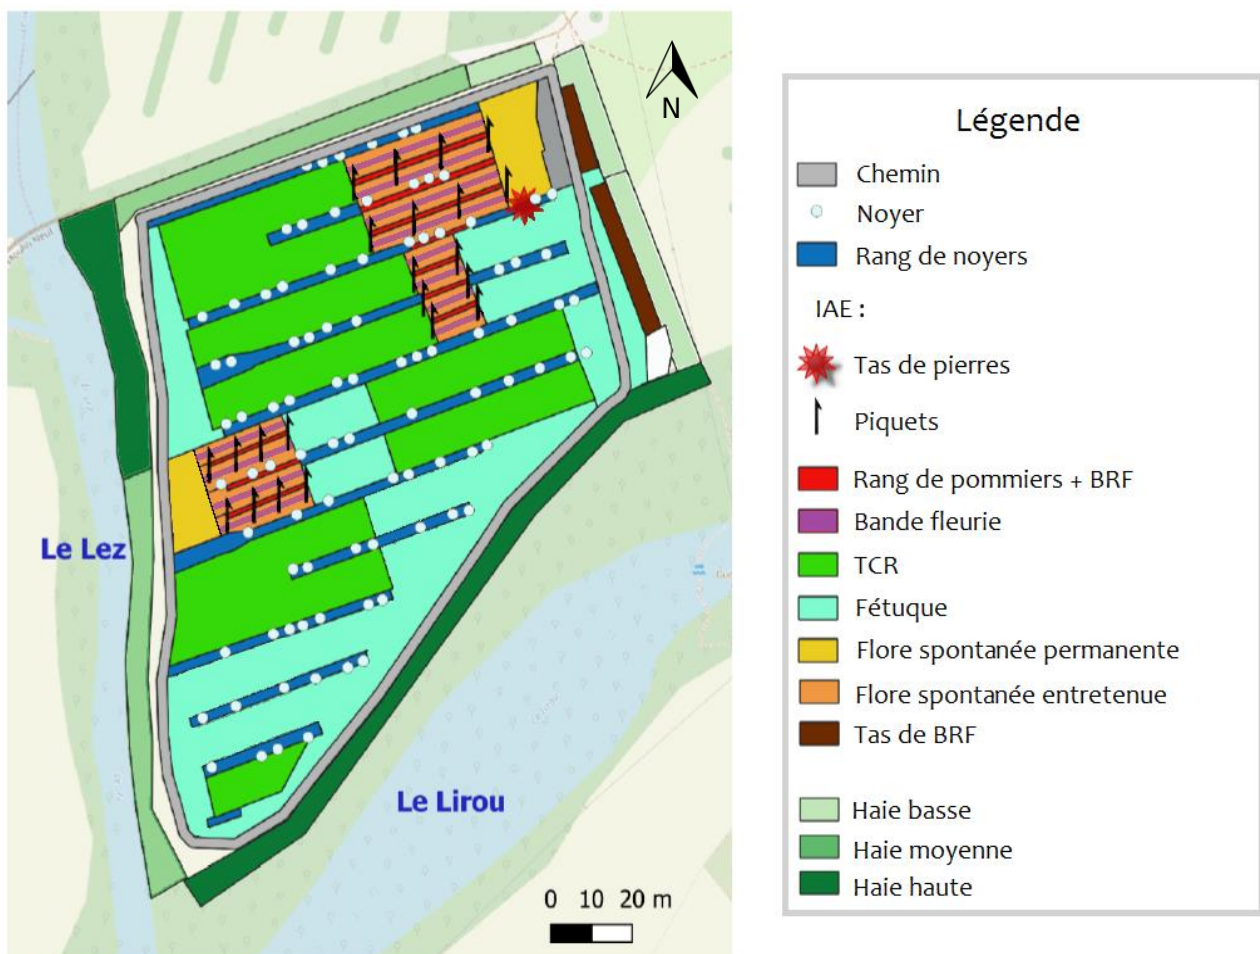 N
Le Lez
Le Lirou
0 10 20 m
Légende
Chemin
Noyer
Rang de noyers
IAE :
Tas de pierres
Piquets
Rang de pommiers + BRF
Bande fleurie
TCR
Fétuque
Flore spontanée permanente
Flore spontanée entretenue
Tas de BRF
Haie basse
Haie moyenne
Haie haute